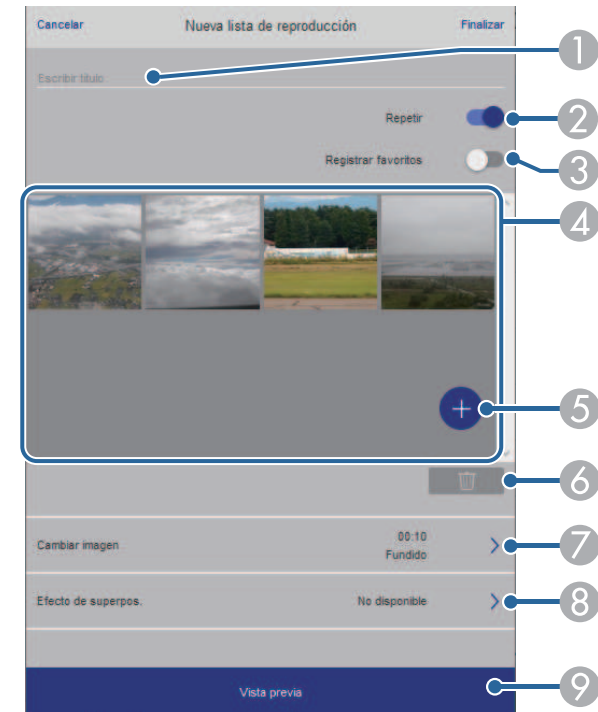 Cancelar Nueva lista de reproducción Finalizar
1
Escribir título
Repetir
2
Registrar favoritos
3
4
+
5
6
Cambiar imagen
00:10
Fundido
7
Efecto de superpos. No disponible
8
Vista previa
9